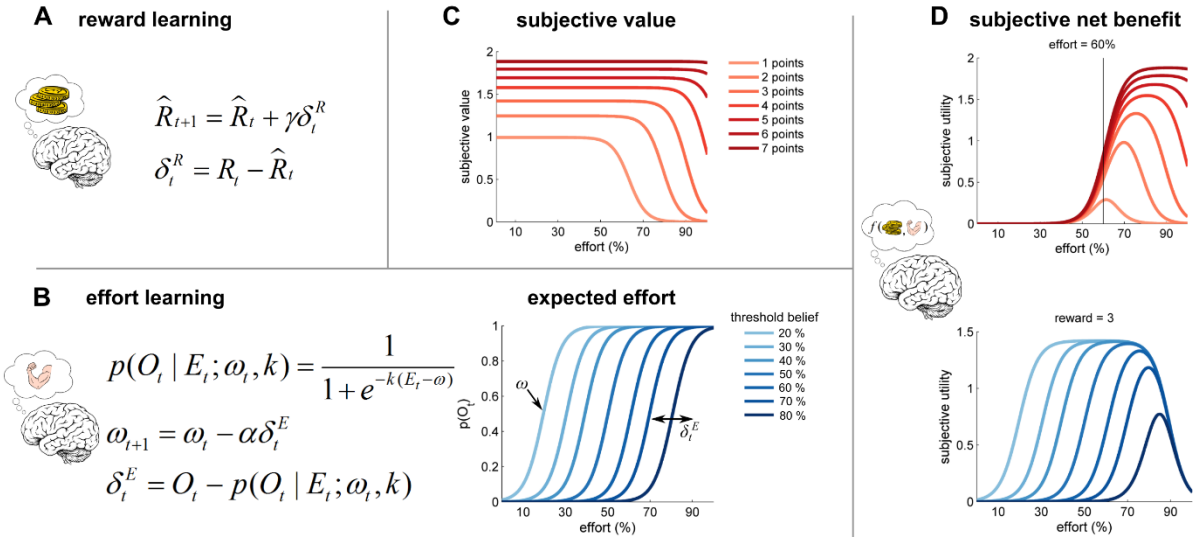 A reward learning
R̂ₜ₊₁ = R̂ₜ + γδₜᴿ
δₜᴿ = Rₜ − R̂ₜ
B effort learning
p(Oₜ | Eₜ; ωₜ, k) = 1 / (1 + e^{−k(Eₜ−ω)})
ωₜ₊₁ = ωₜ − αδₜᴱ
δₜᴱ = Oₜ − p(Oₜ | Eₜ; ωₜ, k)
C subjective value
subjective value
2
1.5
1
0.5
0
10 30 50 70 90
effort (%)
1 points
2 points
3 points
4 points
5 points
6 points
7 points
expected effort
p(Oₜ)
1
0.8
0.6
0.4
0.2
0
ω
δₜᴱ
10 30 50 70 90
effort (%)
threshold belief
20 %
30 %
40 %
50 %
60 %
70 %
80 %
D subjective net benefit
f( , )
effort = 60%
subjective utility
2
1.5
1
0.5
0
10 30 50 70 90
effort (%)
reward = 3
subjective utility
1.5
1
0.5
0
10 30 50 70 90
effort (%)